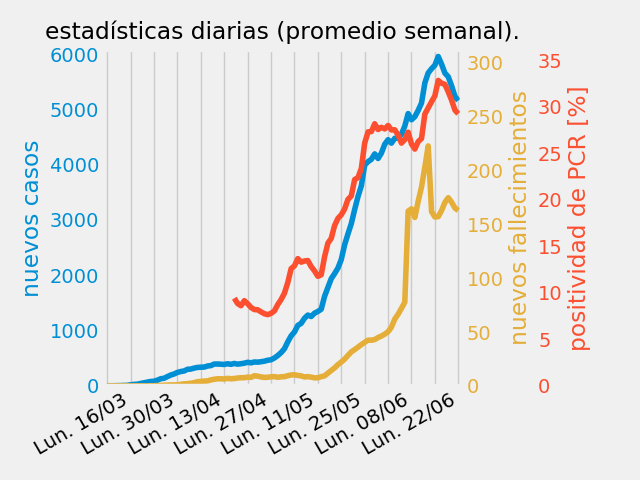 estadísticas diarias (promedio semanal).
6000
5000
4000
3000
2000
1000
0
nuevos casos
300
250
200
150
100
50
0
nuevos fallecimientos
35
30
25
20
15
10
5
0
positividad de PCR [%]
Lun. 16/03
Lun. 30/03
Lun. 13/04
Lun. 27/04
Lun. 11/05
Lun. 25/05
Lun. 08/06
Lun. 22/06